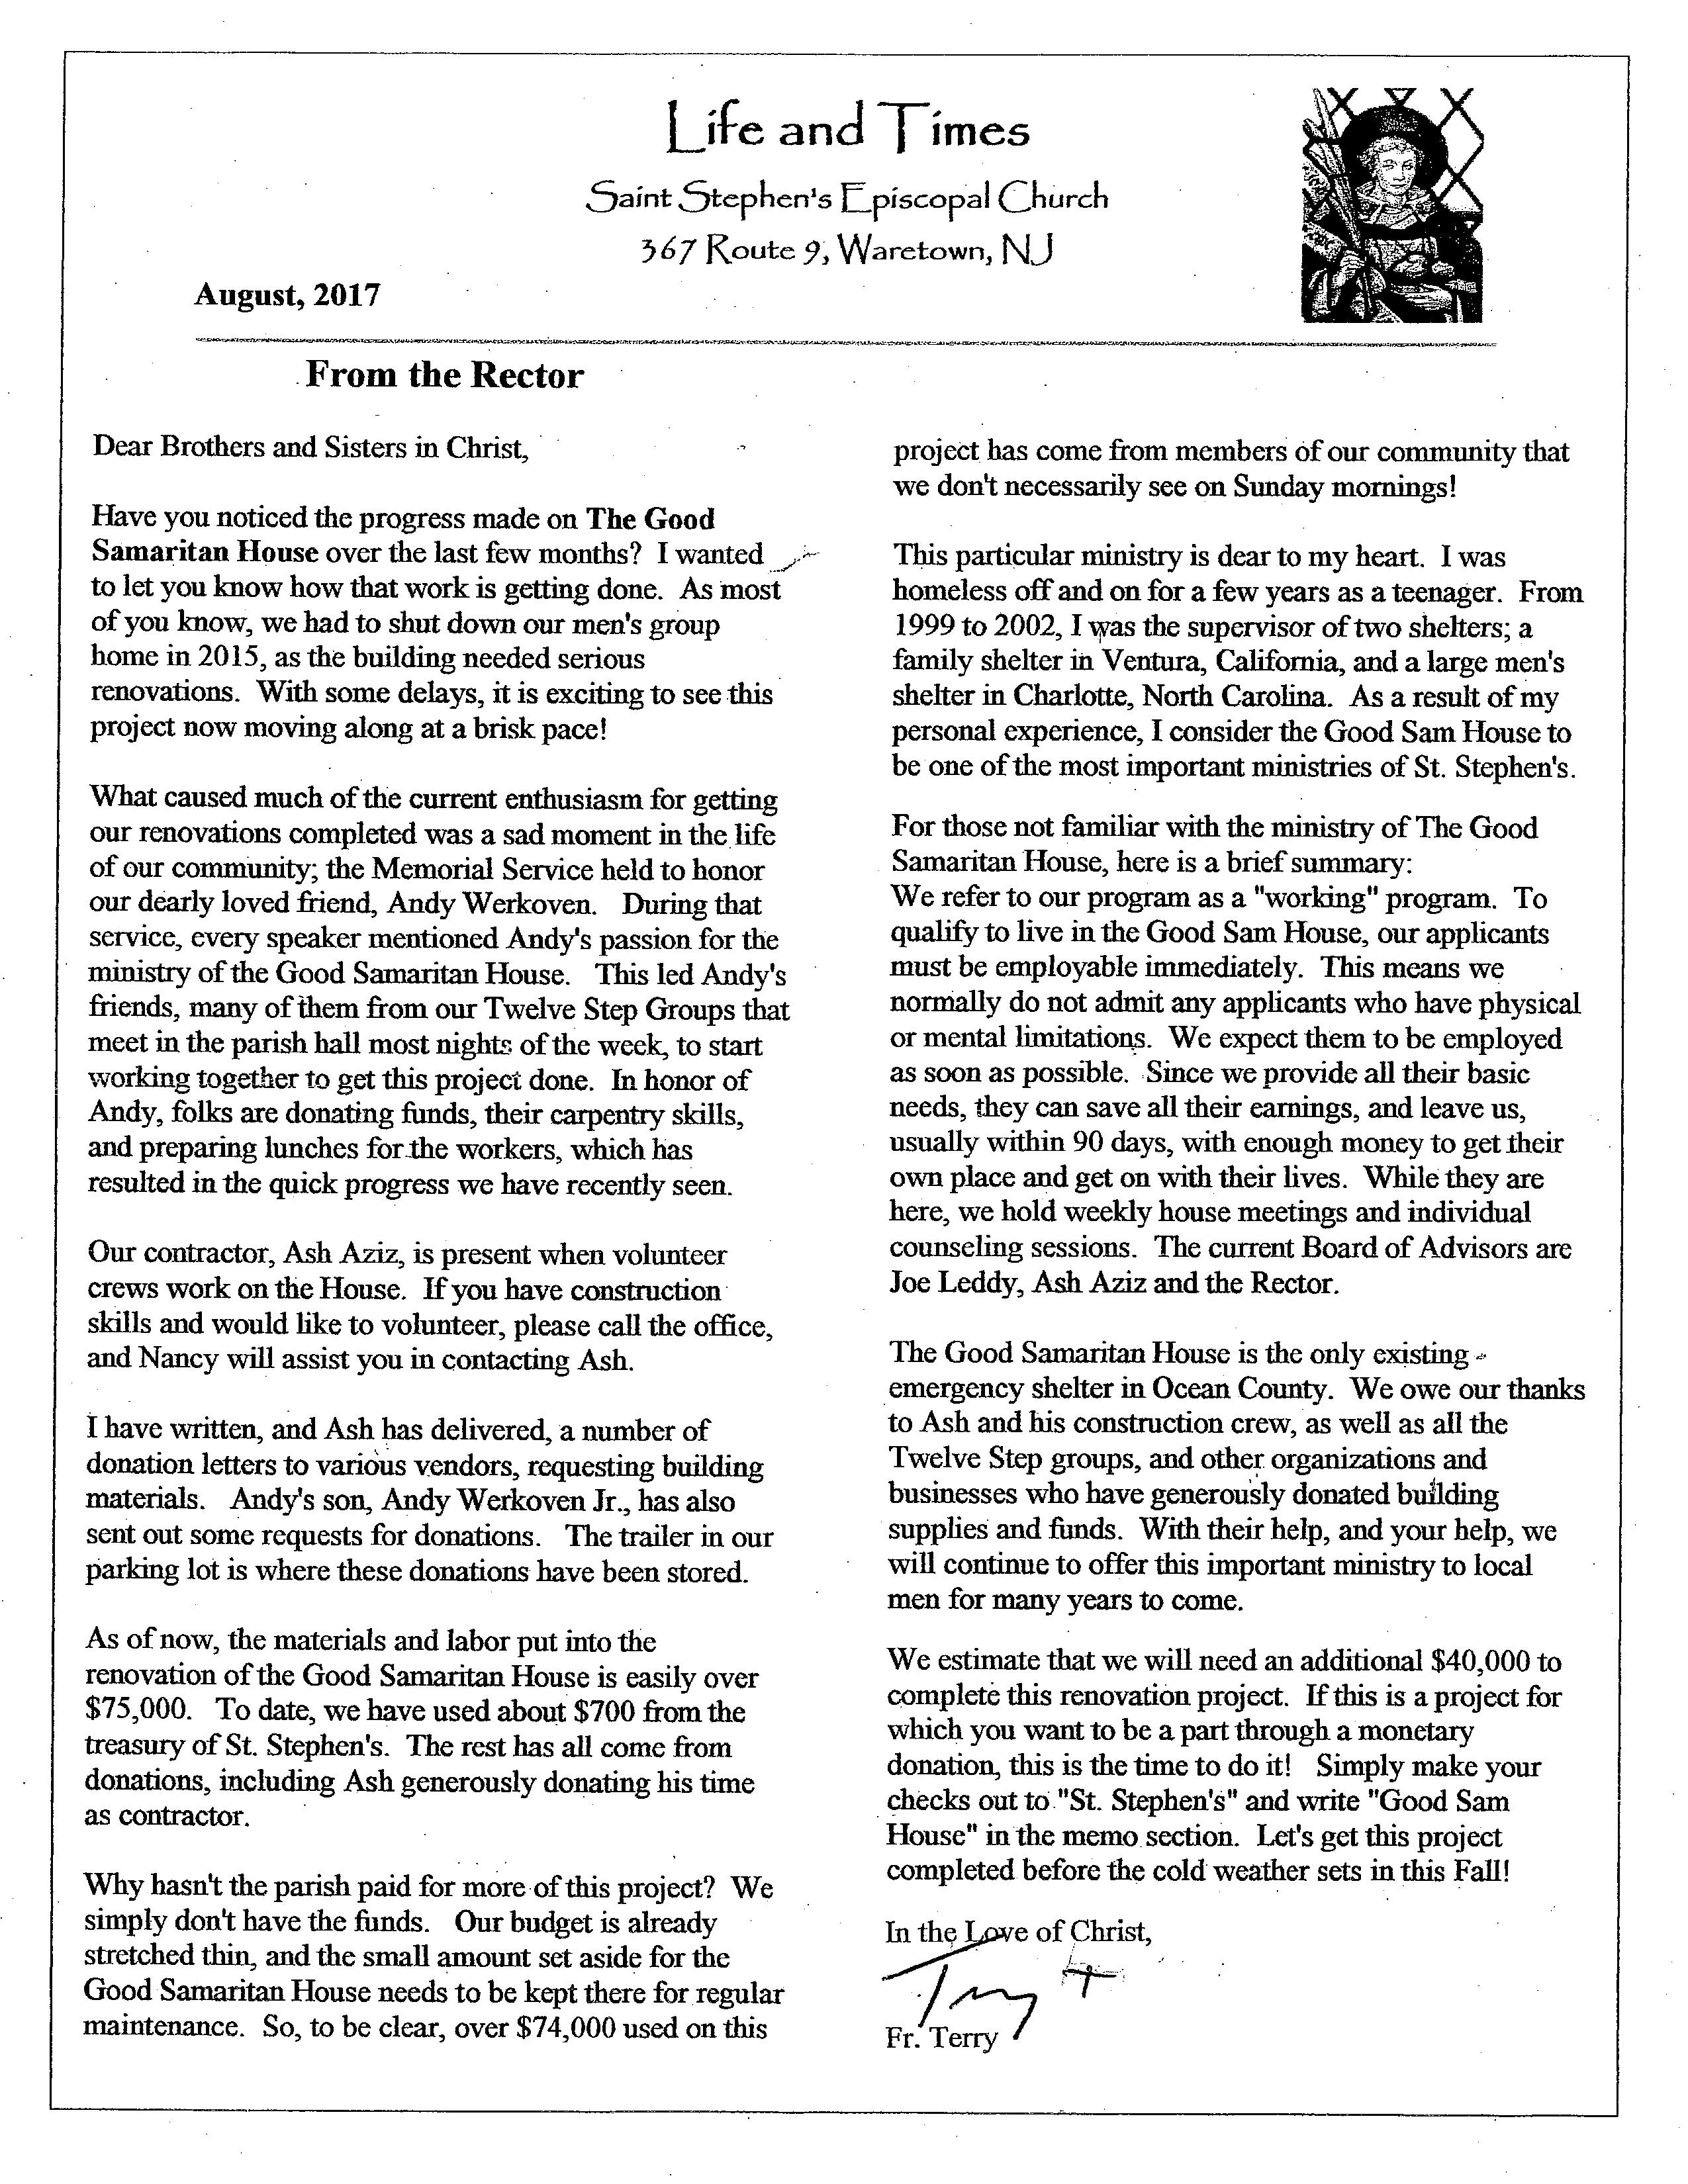 Life and Times
Saint Stephen's Episcopal Church
367 Route 9, Waretown, NJ
August, 2017
From the Rector
Dear Brothers and Sisters in Christ,
Have you noticed the progress made on The Good
Samaritan House over the last few months? I wanted
to let you know how that work is getting done. As most
of you know, we had to shut down our men's group
home in 2015, as the building needed serious
renovations. With some delays, it is exciting to see this
project now moving along at a brisk pace!
What caused much of the current enthusiasm for getting
our renovations completed was a sad moment in the life
of our community; the Memorial Service held to honor
our dearly loved friend, Andy Werkoven. During that
service, every speaker mentioned Andy's passion for the
ministry of the Good Samaritan House. This led Andy's
friends, many of them from our Twelve Step Groups that
meet in the parish hall most nights of the week, to start
working together to get this project done. In honor of
Andy, folks are donating funds, their carpentry skills,
and preparing lunches for the workers, which has
resulted in the quick progress we have recently seen.
Our contractor, Ash Aziz, is present when volunteer
crews work on the House. If you have construction
skills and would like to volunteer, please call the office,
and Nancy will assist you in contacting Ash.
I have written, and Ash has delivered, a number of
donation letters to various vendors, requesting building
materials. Andy's son, Andy Werkoven Jr., has also
sent out some requests for donations. The trailer in our
parking lot is where these donations have been stored.
As of now, the materials and labor put into the
renovation of the Good Samaritan House is easily over
$75,000. To date, we have used about $700 from the
treasury of St. Stephen's. The rest has all come from
donations, including Ash generously donating his time
as contractor.
Why hasn't the parish paid for more of this project? We
simply don't have the funds. Our budget is already
stretched thin, and the small amount set aside for the
Good Samaritan House needs to be kept there for regular
maintenance. So, to be clear, over $74,000 used on this
project has come from members of our community that
we don't necessarily see on Sunday mornings!
This particular ministry is dear to my heart. I was
homeless off and on for a few years as a teenager. From
1999 to 2002, I was the supervisor of two shelters; a
family shelter in Ventura, California, and a large men's
shelter in Charlotte, North Carolina. As a result of my
personal experience, I consider the Good Sam House to
be one of the most important ministries of St. Stephen's.
For those not familiar with the ministry of The Good
Samaritan House, here is a brief summary:
We refer to our program as a "working" program. To
qualify to live in the Good Sam House, our applicants
must be employable immediately. This means we
normally do not admit any applicants who have physical
or mental limitations. We expect them to be employed
as soon as possible. Since we provide all their basic
needs, they can save all their earnings, and leave us,
usually within 90 days, with enough money to get their
own place and get on with their lives. While they are
here, we hold weekly house meetings and individual
counseling sessions. The current Board of Advisors are
Joe Leddy, Ash Aziz and the Rector.
The Good Samaritan House is the only existing
emergency shelter in Ocean County. We owe our thanks
to Ash and his construction crew, as well as all the
Twelve Step groups, and other organizations and
businesses who have generously donated building
supplies and funds. With their help, and your help, we
will continue to offer this important ministry to local
men for many years to come.
We estimate that we will need an additional $40,000 to
complete this renovation project. If this is a project for
which you want to be a part through a monetary
donation, this is the time to do it! Simply make your
checks out to "St. Stephen's" and write "Good Sam
House" in the memo section. Let's get this project
completed before the cold weather sets in this Fall!
In the Love of Christ,
Terry
Fr. Terry